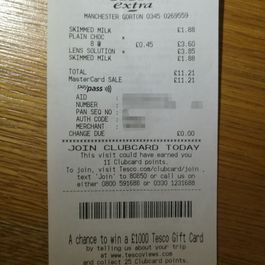 extra
MANCHESTER GORTON 0345 0269559
SKIMMED MILK £1.88
PLAIN CHOC *
8 @ £0.45 £3.60
LENS SOLUTION * £3.85
SKIMMED MILK £1.88
TOTAL £11.21
MasterCard SALE £11.21
paypass
AID
NUMBER
PAN SEQ NO
AUTH CODE
MERCHANT
CHANGE DUE £0.00
JOIN CLUBCARD TODAY
This visit could have earned you
11 Clubcard points.
To join, visit Tesco.com/clubcard/join,
text 'Join' to 80850 or call us on
either 0800 591688 or 0330 1231688
A chance to win a £1000 Tesco Gift Card
by telling us about your trip
at www.tescoviews.com
and collect 25 Clubcard points.